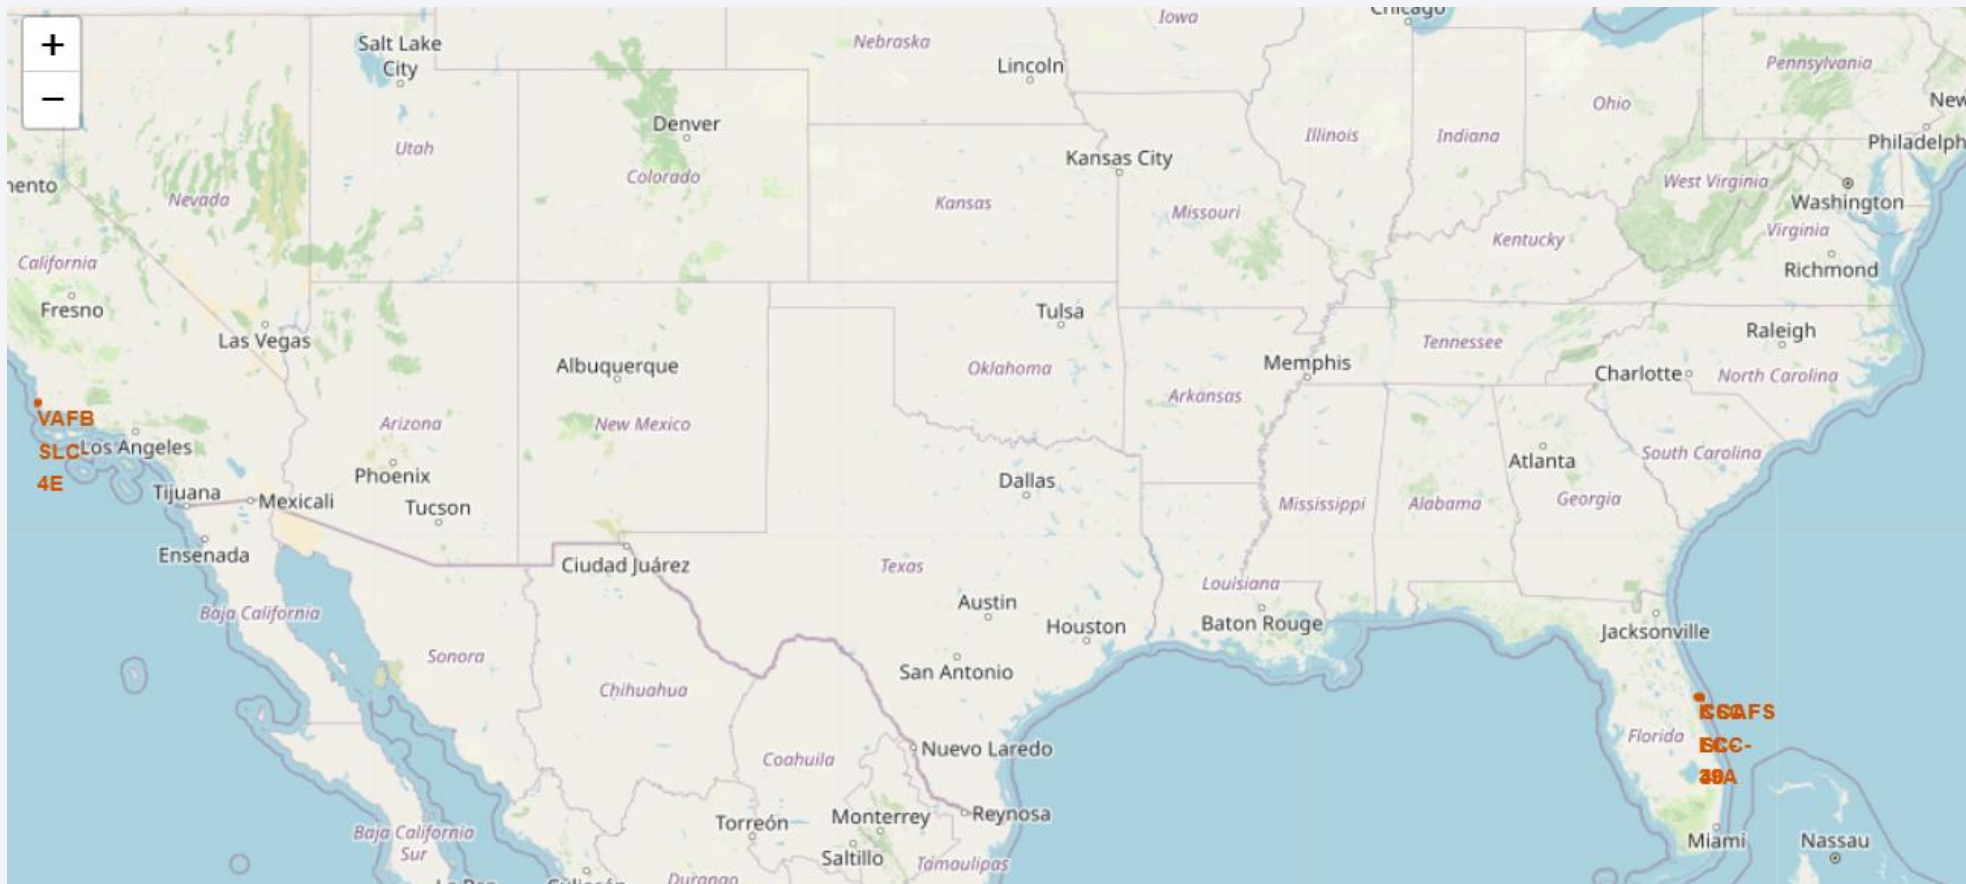 Chicago
Iowa
+
Salt Lake
City
Nebraska
Lincoln
Pennsylvania
−
New
Ohio
Denver
Illinois
Indiana
Philadelph
Utah
Kansas City
Colorado
West Virginia
mento
Nevada
Kansas
Missouri
Washington
Virginia
Kentucky
California
Richmond
Fresno
Las Vegas
Tulsa
Raleigh
Tennessee
Albuquerque
Oklahoma
Memphis
Charlotte
North Carolina
Arkansas
VAFB
SLC-
4E
Los Angeles
Arizona
New Mexico
South Carolina
Atlanta
Phoenix
Dallas
Tijuana
Mexicali
Tucson
Mississippi
Alabama
Georgia
Ensenada
Ciudad Juárez
Texas
Louisiana
Baja California
Austin
Houston
Baton Rouge
Jacksonville
Sonora
San Antonio
Chihuahua
Florida
Nuevo Laredo
Coahuila
Reynosa
Torreón
Monterrey
Baja California
Sur
Miami
Nassau
Saltillo
Tamaulipas
Durango
La Paz
Culiacán